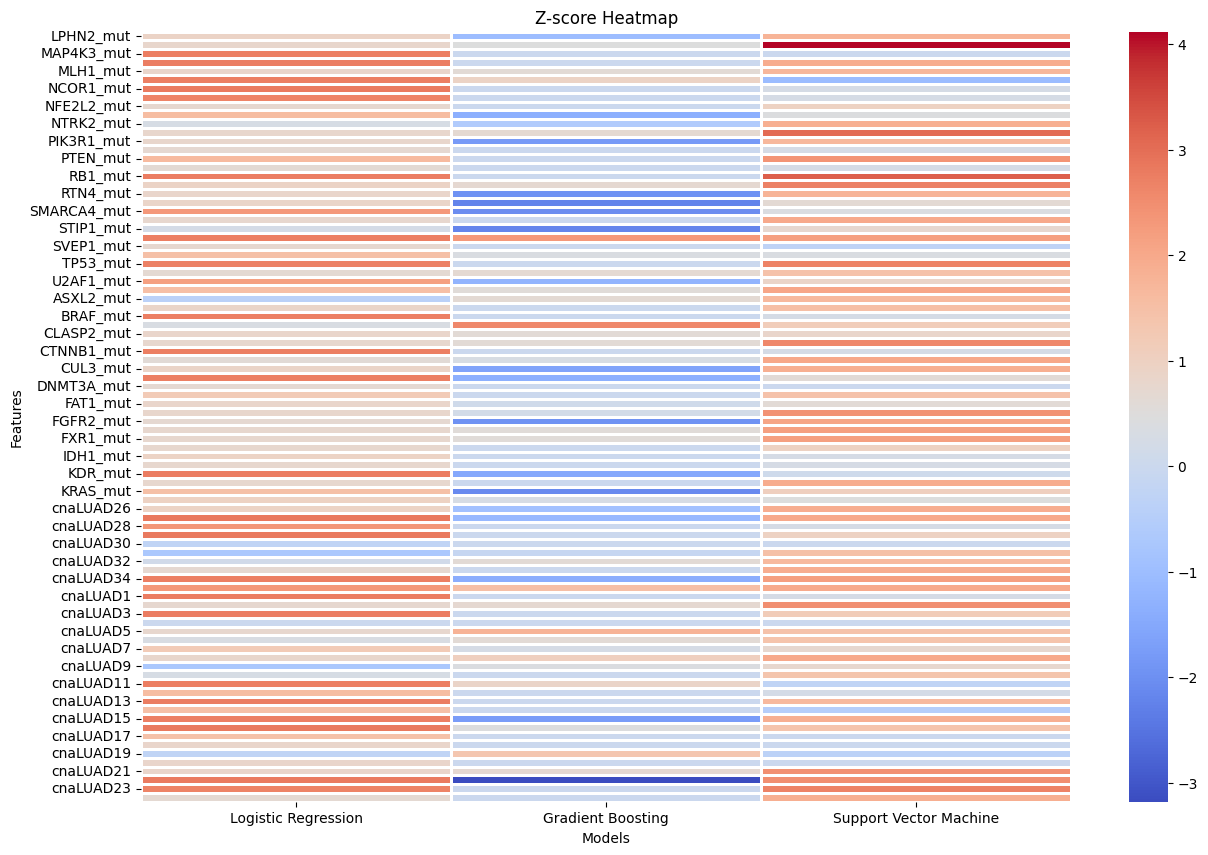 Z-score Heatmap
Features
LPHN2_mut
MAP4K3_mut
MLH1_mut
NCOR1_mut
NFE2L2_mut
NTRK2_mut
PIK3R1_mut
PTEN_mut
RB1_mut
RTN4_mut
SMARCA4_mut
STIP1_mut
SVEP1_mut
TP53_mut
U2AF1_mut
ASXL2_mut
BRAF_mut
CLASP2_mut
CTNNB1_mut
CUL3_mut
DNMT3A_mut
FAT1_mut
FGFR2_mut
FXR1_mut
IDH1_mut
KDR_mut
KRAS_mut
cnaLUAD26
cnaLUAD28
cnaLUAD30
cnaLUAD32
cnaLUAD34
cnaLUAD1
cnaLUAD3
cnaLUAD5
cnaLUAD7
cnaLUAD9
cnaLUAD11
cnaLUAD13
cnaLUAD15
cnaLUAD17
cnaLUAD19
cnaLUAD21
cnaLUAD23
Logistic Regression
Gradient Boosting
Support Vector Machine
Models
4
3
2
1
0
−1
−2
−3